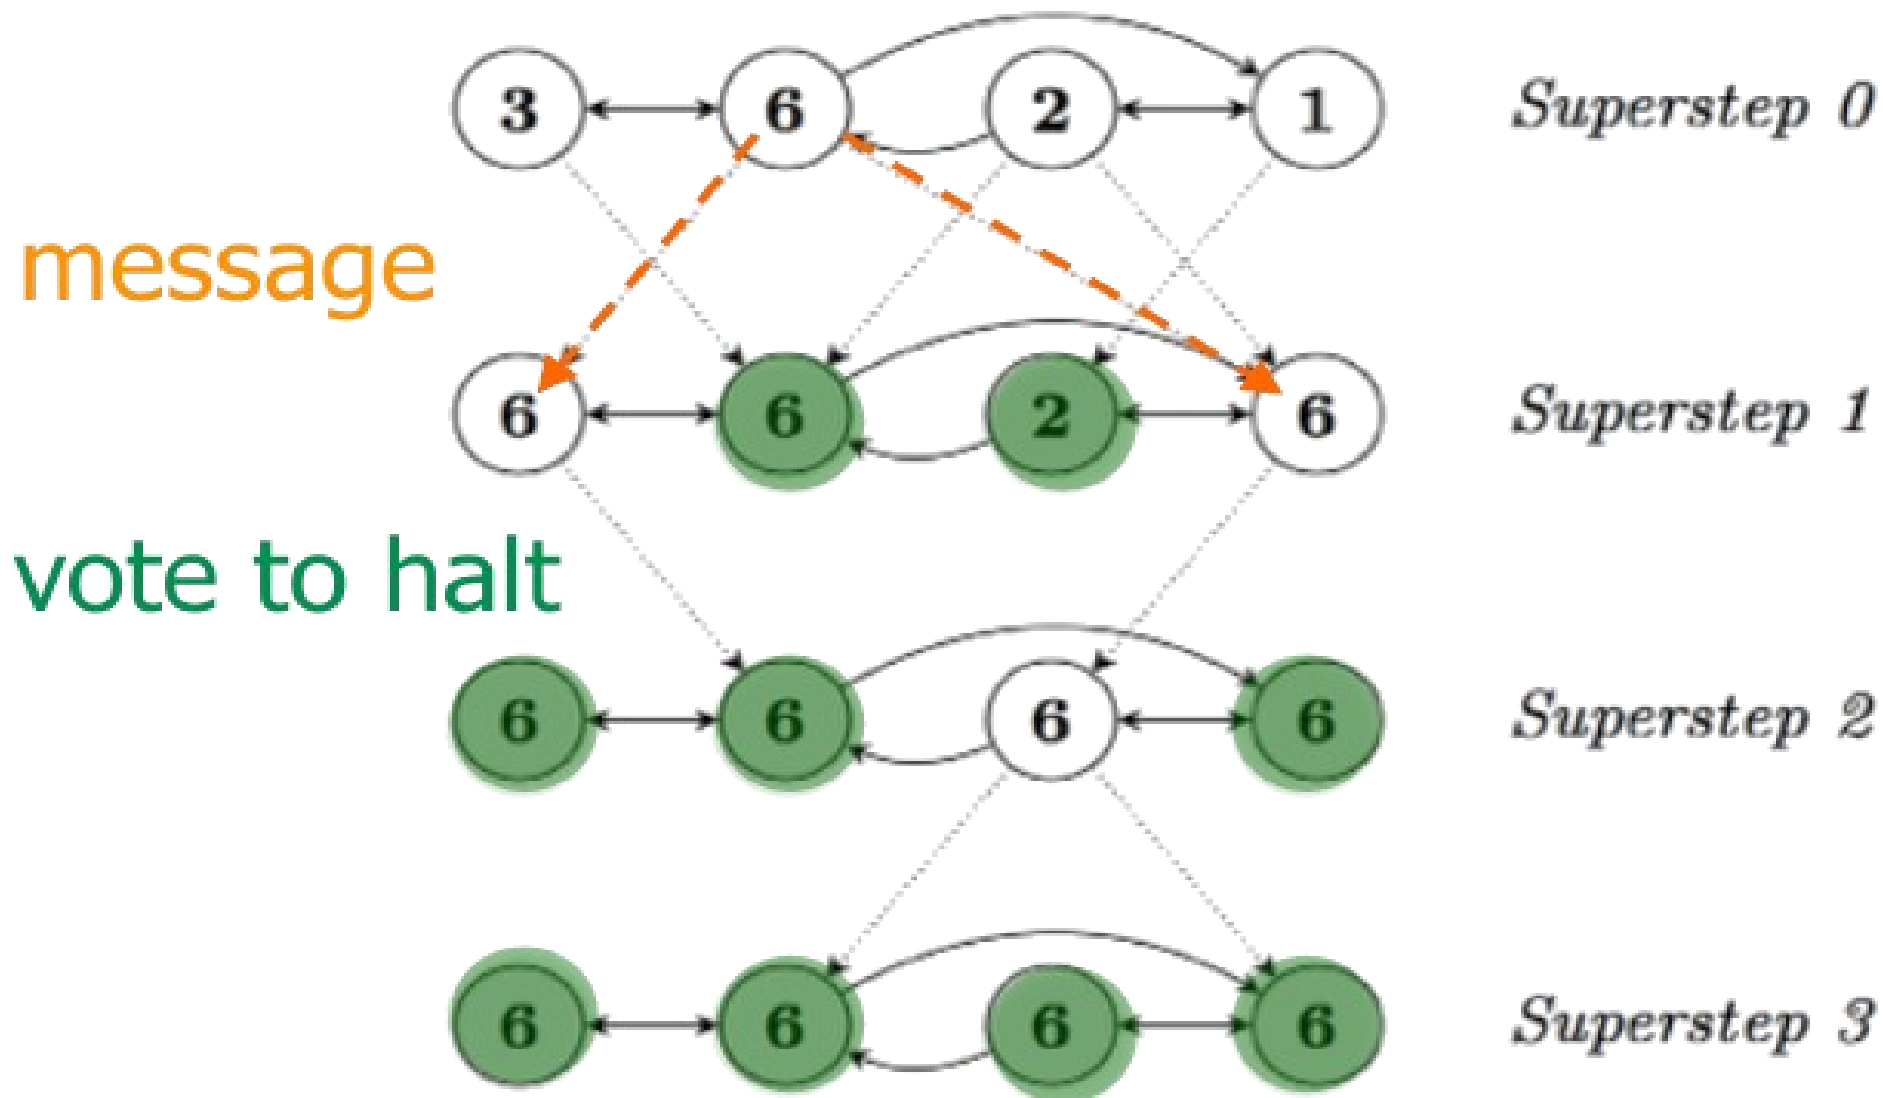 3 6 2 1 Superstep 0
message
6 6 2 6 Superstep 1
vote to halt
6 6 6 6 Superstep 2
6 6 6 6 Superstep 3